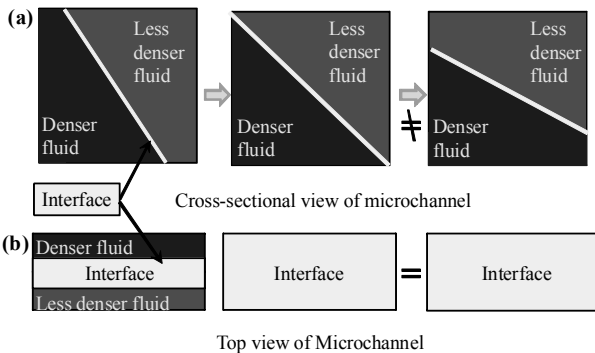 (a)
Less
denser
fluid
Denser
fluid
Less
denser
fluid
Denser
fluid
Less
denser
fluid
Denser
fluid
≠
Interface
Cross-sectional view of microchannel
(b)
Denser fluid
Interface
Less denser fluid
Interface
=
Interface
Top view of Microchannel